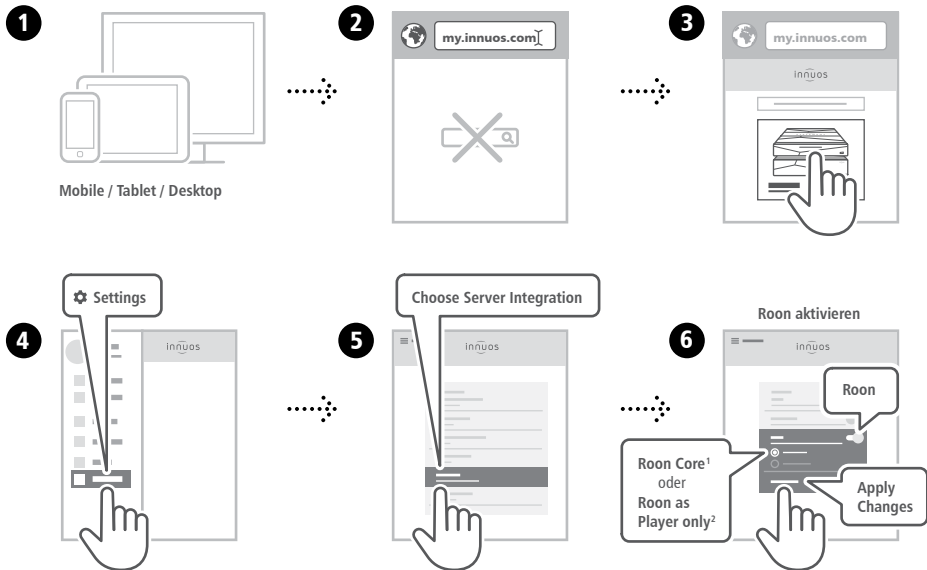 1
Mobile / Tablet / Desktop
2
my.innuos.com
3
my.innuos.com
innuos
4
Settings
innuos
5
Choose Server Integration
innuos
Roon aktivieren
6
innuos
Roon
Roon Core¹
oder
Roon as
Player only²
Apply
Changes